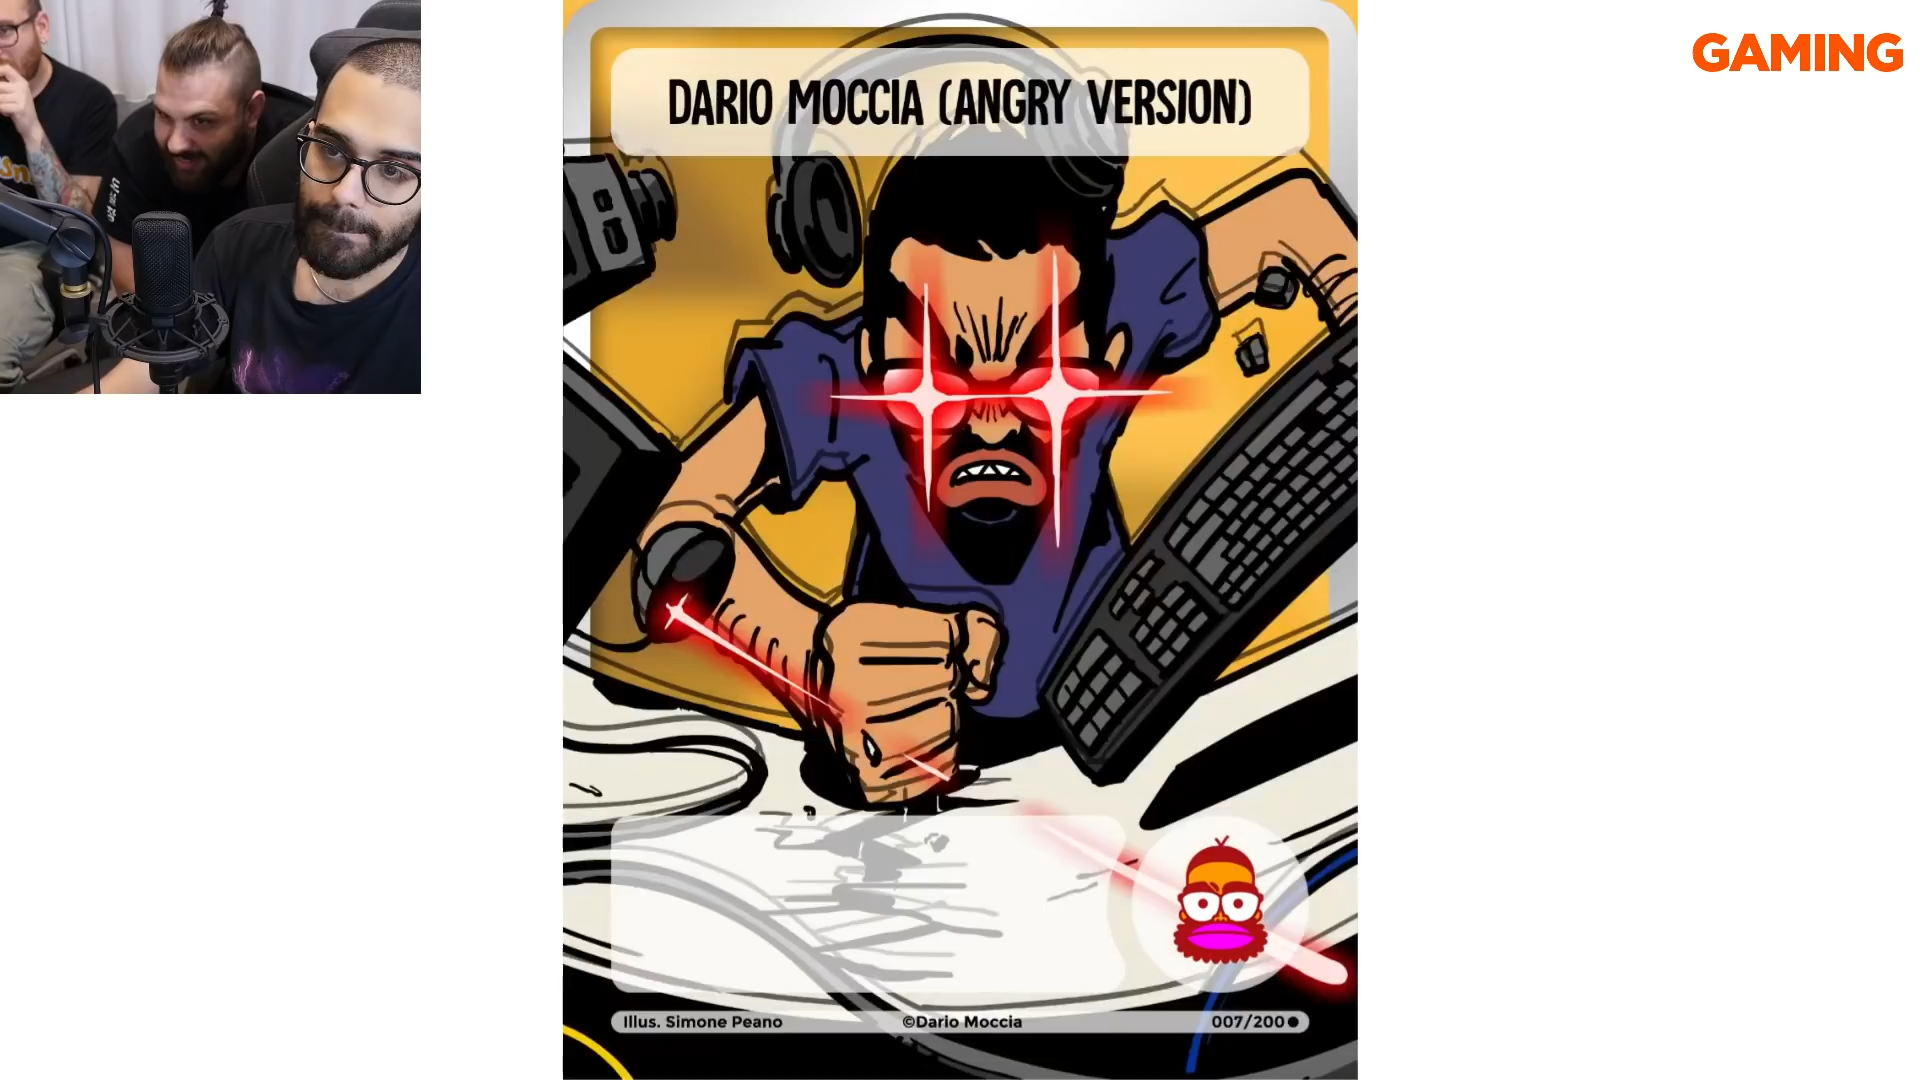 GAMING
DARIO MOCCIA (ANGRY VERSION)
Illus. Simone Peano
©Dario Moccia
007/200